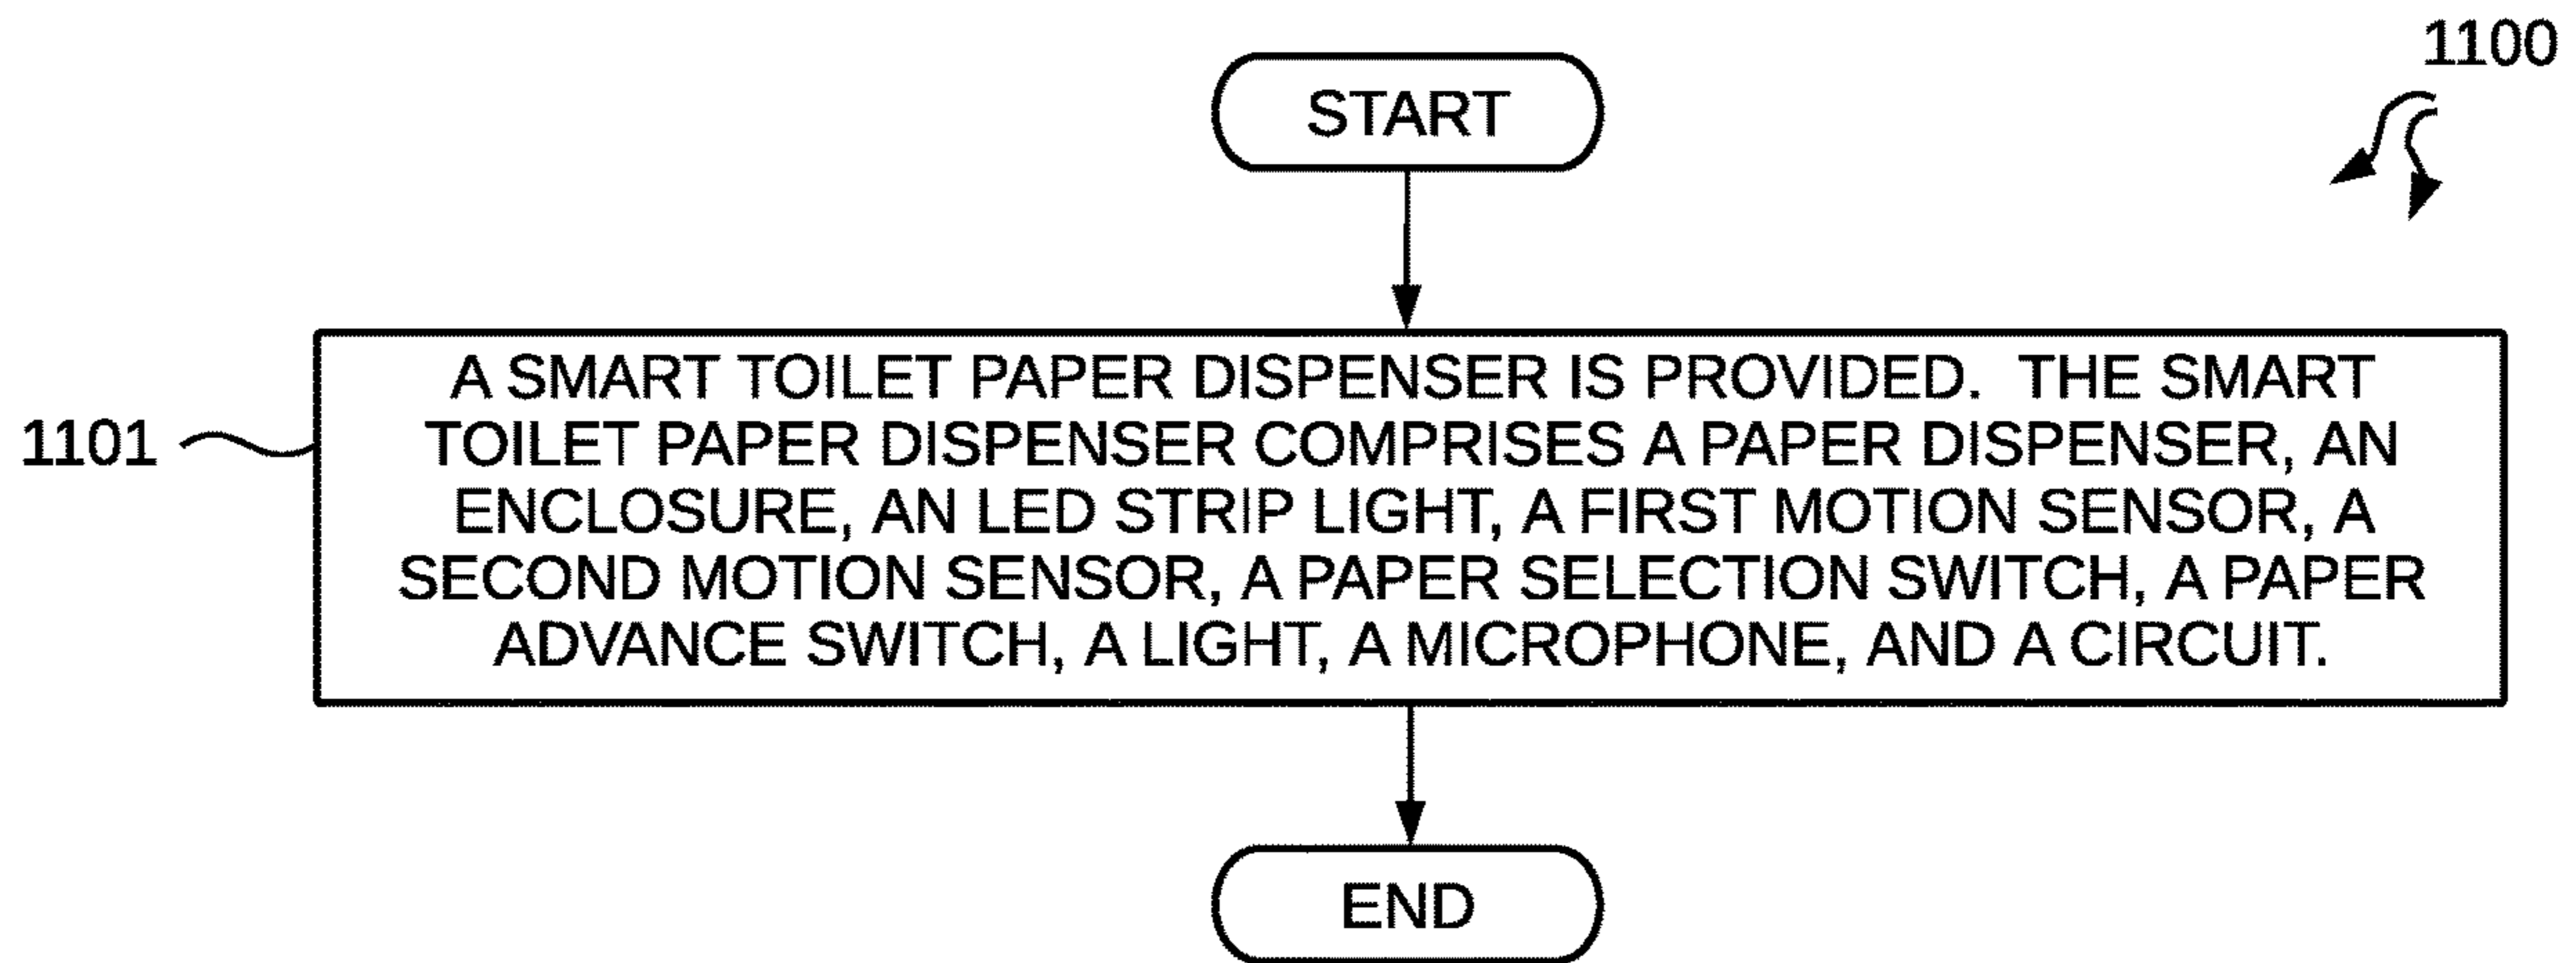 1100
START
A SMART TOILET PAPER DISPENSER IS PROVIDED. THE SMART
TOILET PAPER DISPENSER COMPRISES A PAPER DISPENSER, AN
ENCLOSURE, AN LED STRIP LIGHT, A FIRST MOTION SENSOR, A
SECOND MOTION SENSOR, A PAPER SELECTION SWITCH, A PAPER
ADVANCE SWITCH, A LIGHT, A MICROPHONE, AND A CIRCUIT.
1101
END